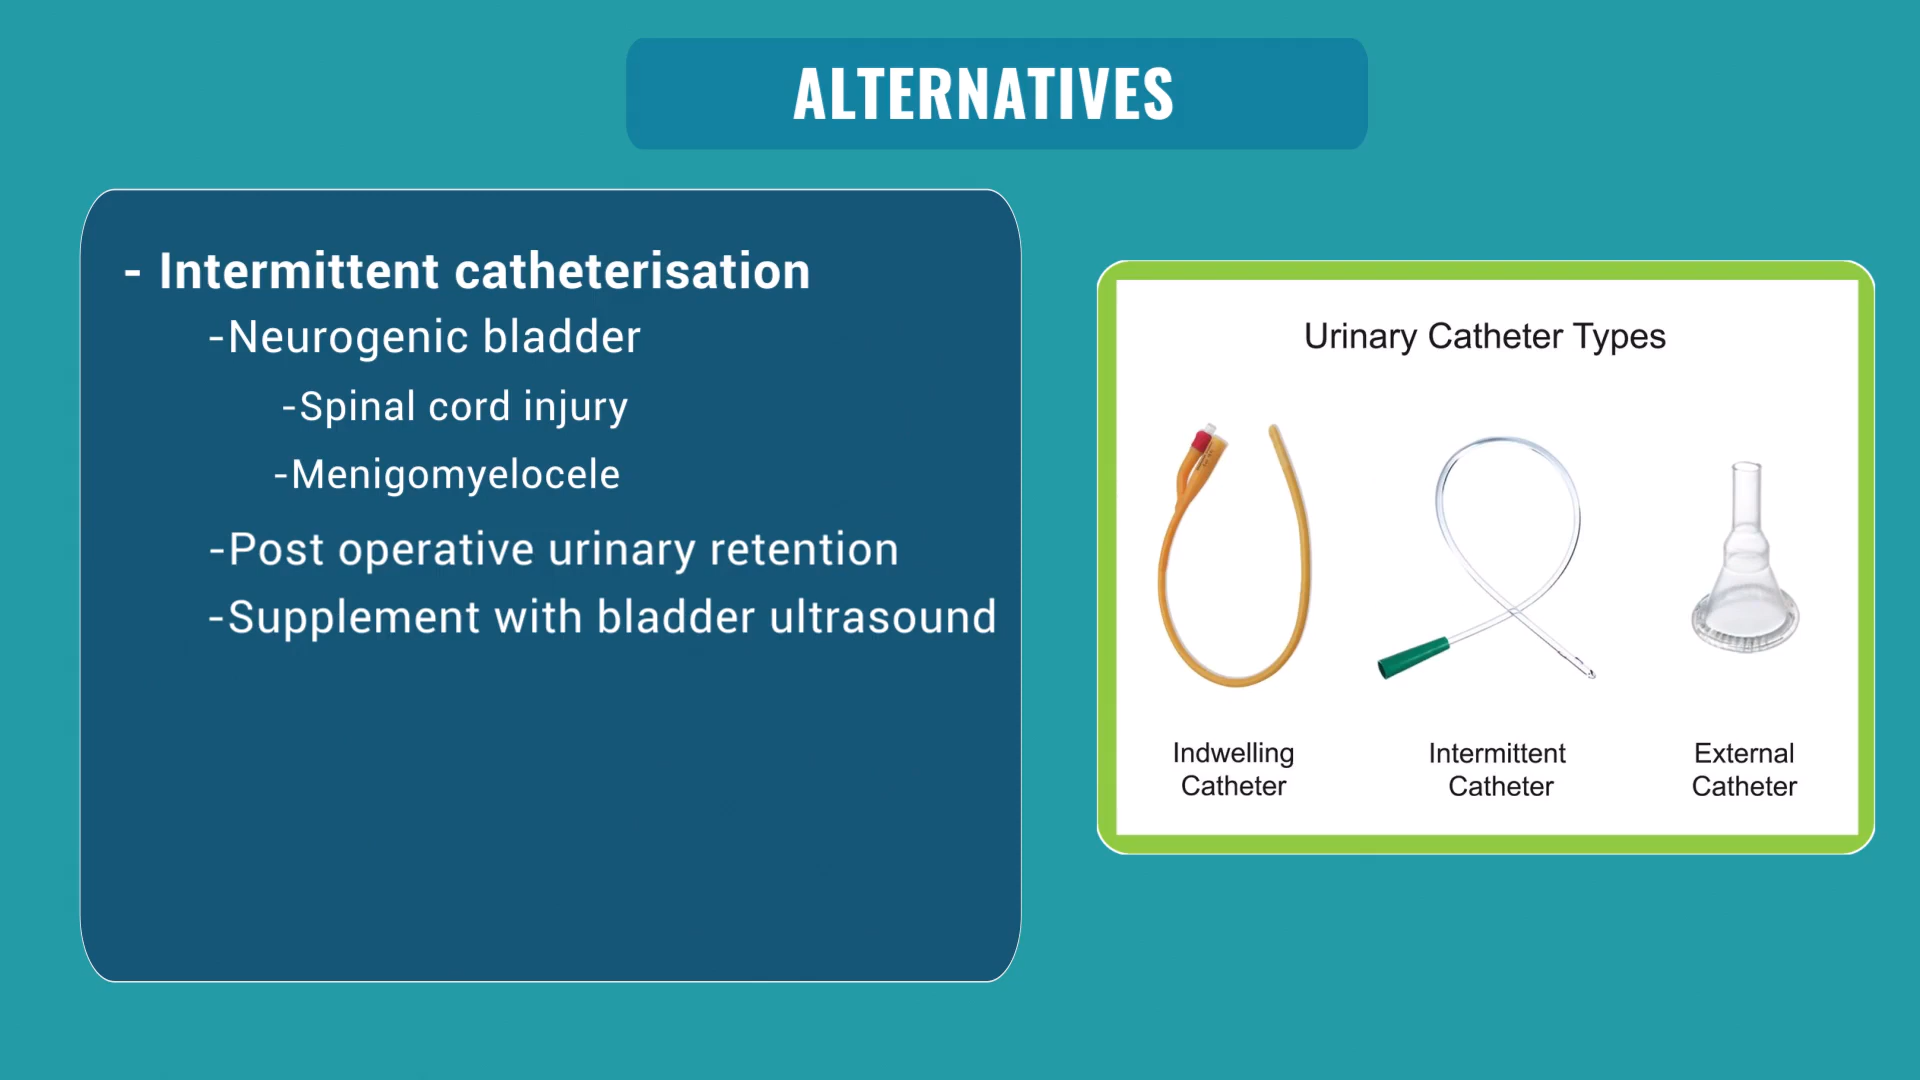 ALTERNATIVES
- Intermittent catheterisation
-Neurogenic bladder
-Spinal cord injury
-Menigomyelocele
-Post operative urinary retention
-Supplement with bladder ultrasound
Urinary Catheter Types
Indwelling
Catheter
Intermittent
Catheter
External
Catheter